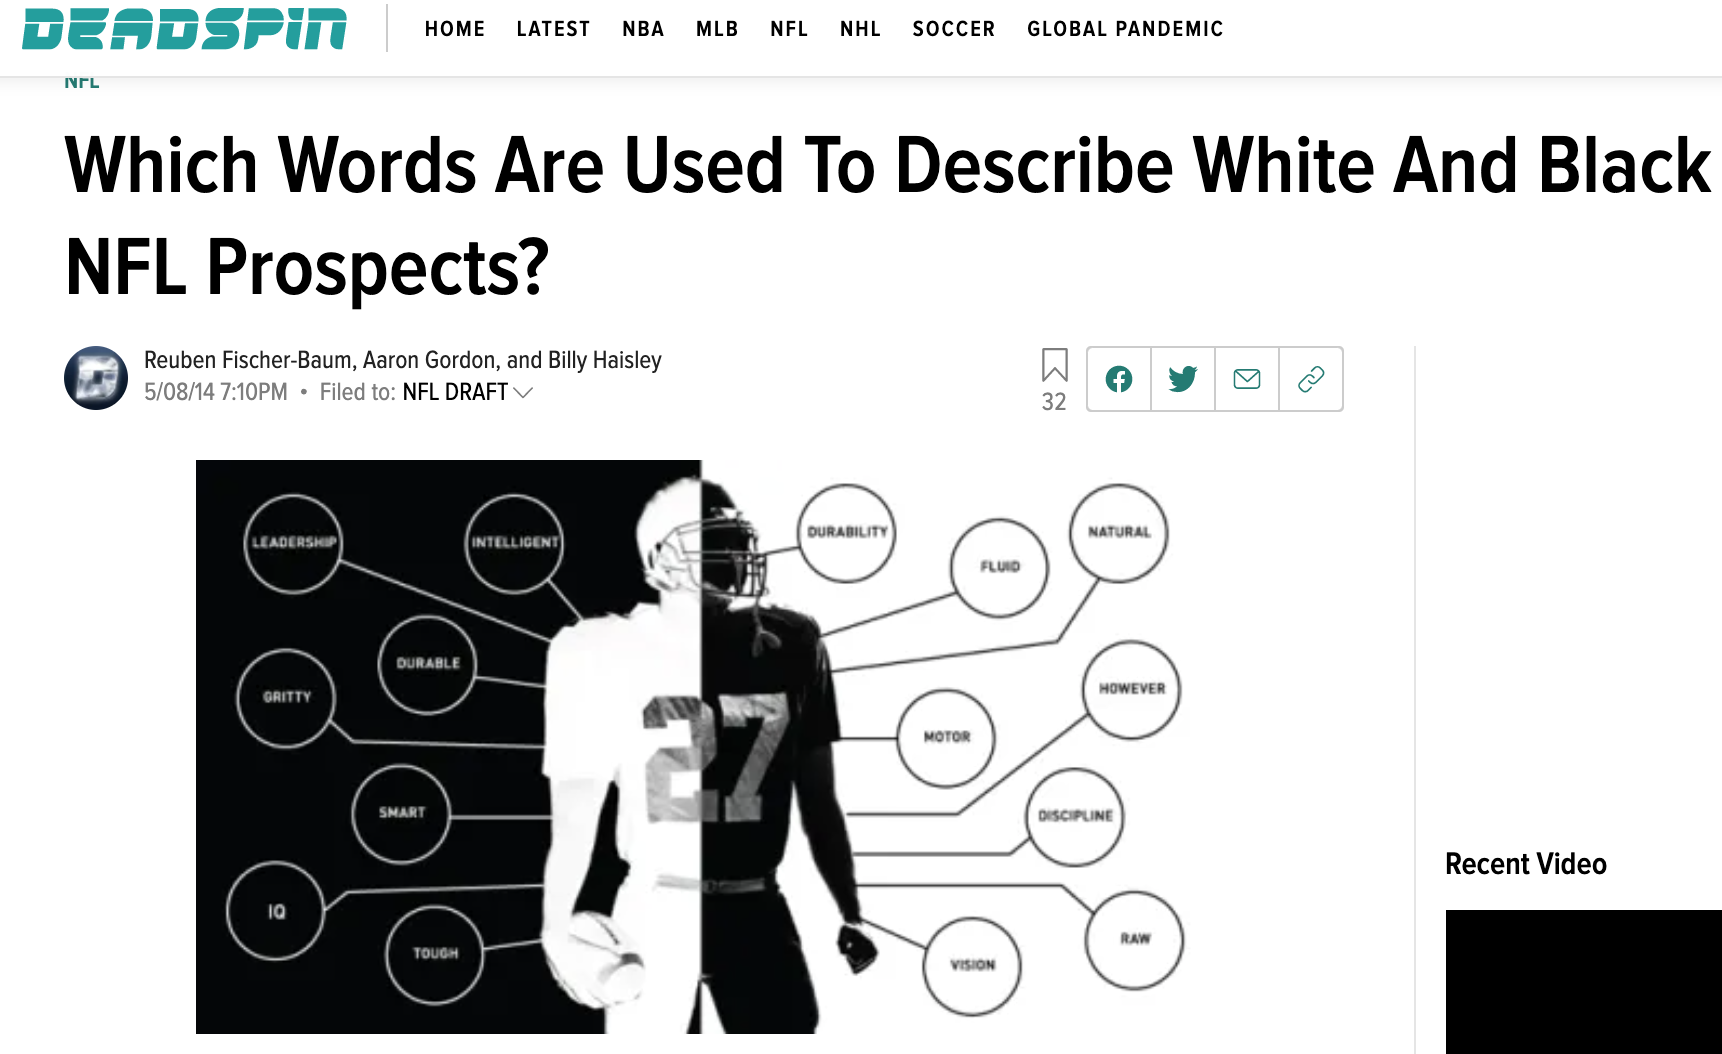 DEADSPIN
HOME LATEST NBA MLB NFL NHL SOCCER GLOBAL PANDEMIC
NFL
Which Words Are Used To Describe White And Black
NFL Prospects?
Reuben Fischer-Baum, Aaron Gordon, and Billy Haisley
5/08/14 7:10PM • Filed to: NFL DRAFT
32
LEADERSHIP
INTELLIGENT
DURABLE
GRITTY
SMART
IQ
TOUGH
27
DURABILITY
FLUID
NATURAL
HOWEVER
MOTOR
DISCIPLINE
RAW
VISION
Recent Video